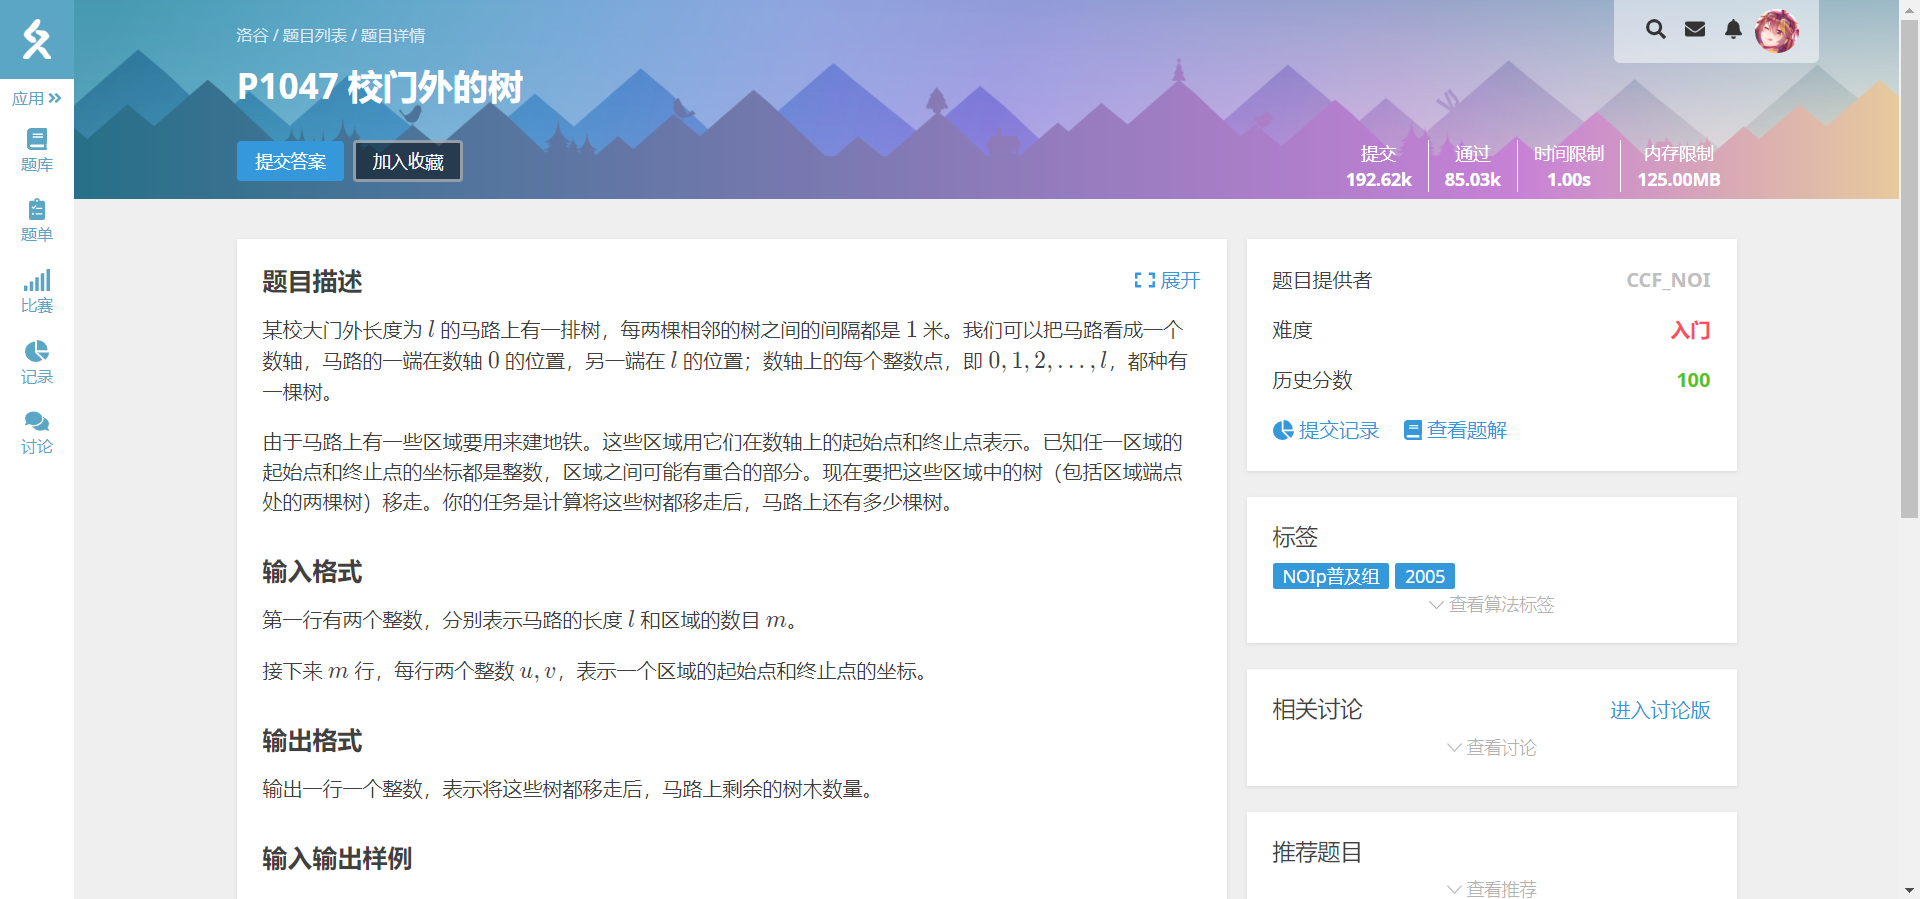 洛谷 / 题目列表 / 题目详情
P1047 校门外的树
提交答案
加入收藏
提交
192.62k
通过
85.03k
时间限制
1.00s
内存限制
125.00MB
应用
题库
题单
比赛
记录
讨论
题目描述
展开
某校大门外长度为 l 的马路上有一排树，每两棵相邻的树之间的间隔都是 1 米。我们可以把马路看成一个
数轴，马路的一端在数轴 0 的位置，另一端在 l 的位置；数轴上的每个整数点，即 0, 1, 2, …, l，都种有
一棵树。
由于马路上有一些区域要用来建地铁。这些区域用它们在数轴上的起始点和终止点表示。已知任一区域的
起始点和终止点的坐标都是整数，区域之间可能有重合的部分。现在要把这些区域中的树（包括区域端点
处的两棵树）移走。你的任务是计算将这些树都移走后，马路上还有多少棵树。
输入格式
第一行有两个整数，分别表示马路的长度 l 和区域的数目 m。
接下来 m 行，每行两个整数 u, v，表示一个区域的起始点和终止点的坐标。
输出格式
输出一行一个整数，表示将这些树都移走后，马路上剩余的树木数量。
输入输出样例
题目提供者
CCF_NOI
难度
入门
历史分数
100
提交记录
查看题解
标签
NOIp普及组
2005
查看算法标签
相关讨论
进入讨论版
查看讨论
推荐题目
查看推荐